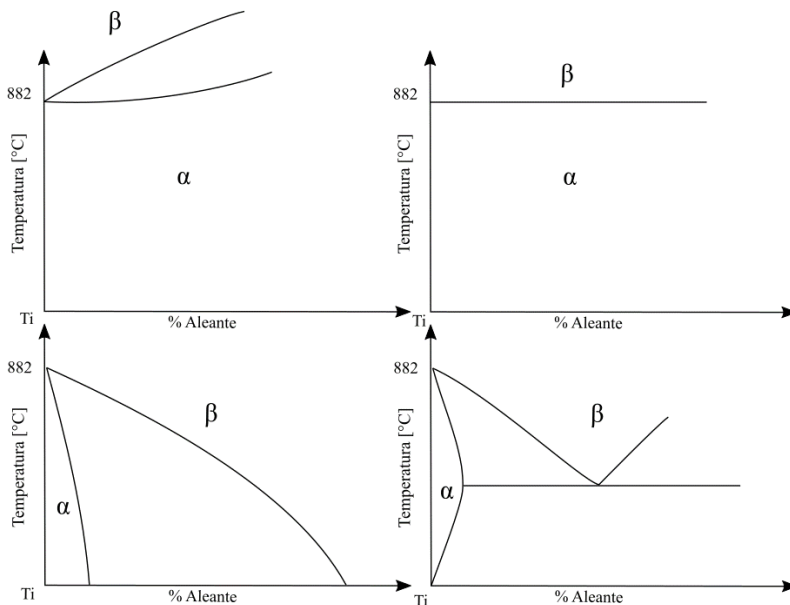 β
882
Temperatura [°C]
α
Ti
% Aleante
β
882
Temperatura [°C]
α
Ti
% Aleante
882
β
Temperatura [°C]
α
Ti
% Aleante
882
β
Temperatura [°C]
α
Ti
% Aleante